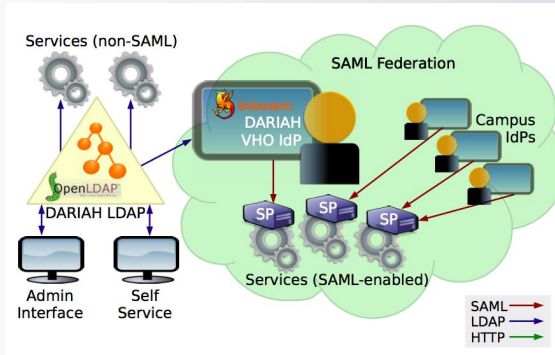 Services (non-SAML)
SAML Federation
Shibboleth
DARIAH
VHO IdP
Campus
IdPs
OpenLDAP
DARIAH LDAP
SP
SP
SP
Services (SAML-enabled)
Admin
Interface
Self
Service
SAML
LDAP
HTTP